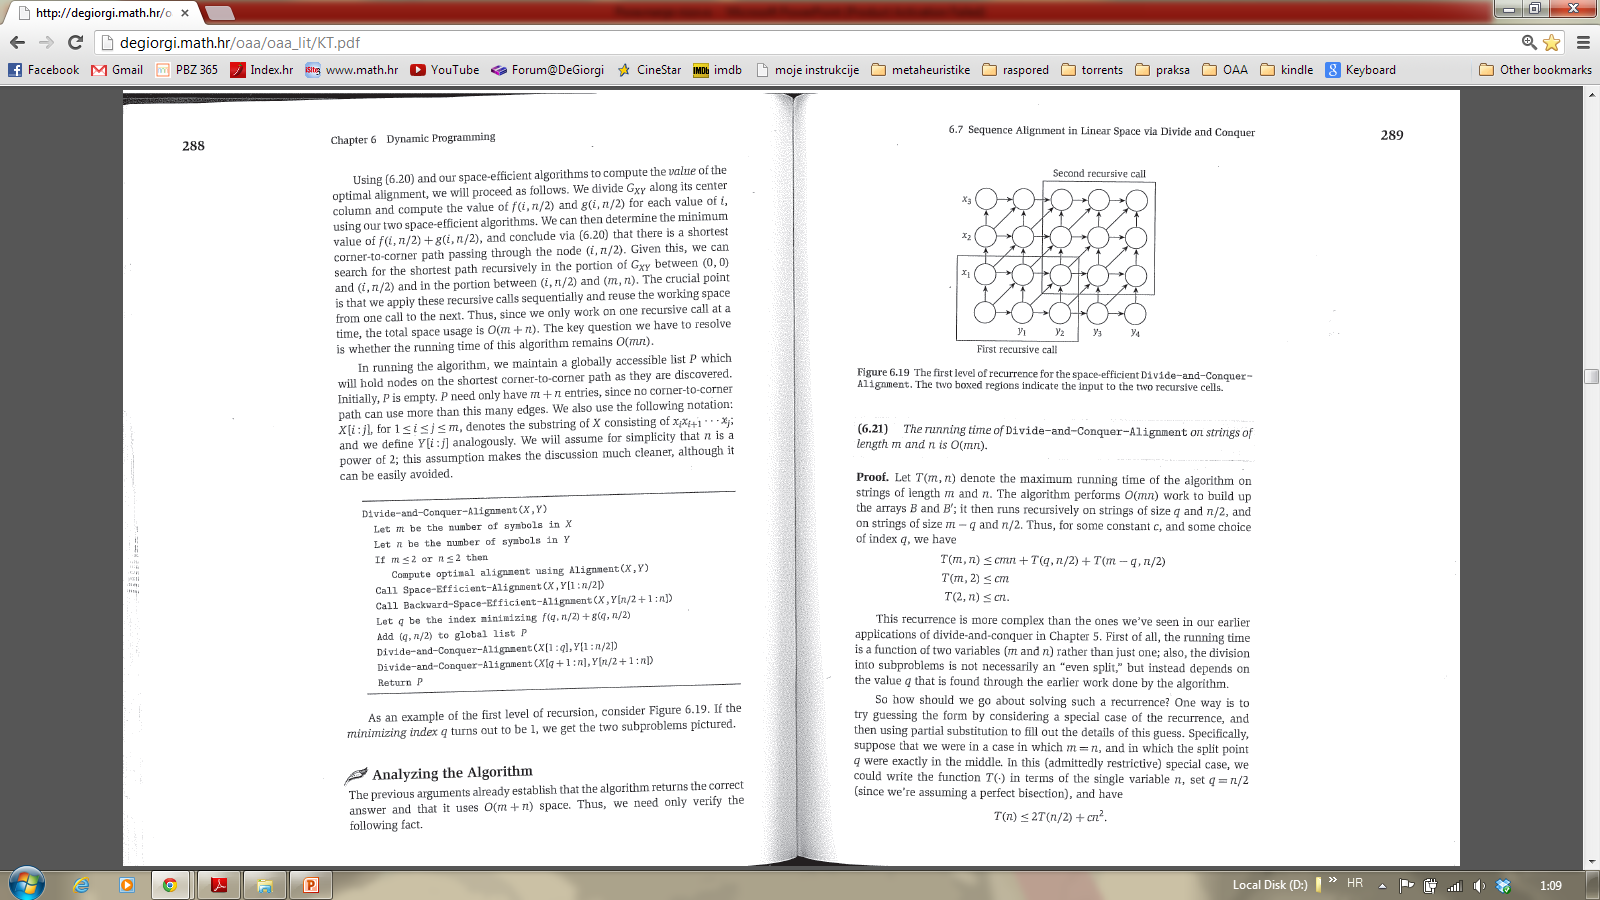 http://degiorgi.math.hr/o
degiorgi.math.hr/oaa/oaa_lit/KT.pdf
Facebook Gmail PBZ 365 Index.hr www.math.hr YouTube Forum@DeGiorgi CineStar imdb moje instrukcije metaheuristike raspored torrents praksa OAA kindle Keyboard Other bookmarks
288
Chapter 6 Dynamic Programming
Using (6.20) and our space-efficient algorithms to compute the value of the
optimal alignment, we will proceed as follows. We divide GXY along its center
column and compute the value of f(i, n/2) and g(i, n/2) for each value of i,
using our two space-efficient algorithms. We can then determine the minimum
value of f(i, n/2) + g(i, n/2), and conclude via (6.20) that there is a shortest
corner-to-corner path passing through the node (i, n/2). Given this, we can
search for the shortest path recursively in the portion of GXY between (0, 0)
and (i, n/2) and in the portion between (i, n/2) and (m, n). The crucial point
is that we apply these recursive calls sequentially and reuse the working space
from one call to the next. Thus, since we only work on one recursive call at a
time, the total space usage is O(m + n). The key question we have to resolve
is whether the running time of this algorithm remains O(mn).
In running the algorithm, we maintain a globally accessible list P which
will hold nodes on the shortest corner-to-corner path as they are discovered.
Initially, P is empty. P need only have m + n entries, since no corner-to-corner
path can use more than this many edges. We also use the following notation:
X[i : j], for 1 ≤ i ≤ j ≤ m, denotes the substring of X consisting of xixi+1 · · · xj;
and we define Y[i : j] analogously. We will assume for simplicity that n is a
power of 2; this assumption makes the discussion much cleaner, although it
can be easily avoided.
Divide-and-Conquer-Alignment(X,Y)
Let m be the number of symbols in X
Let n be the number of symbols in Y
If m ≤ 2 or n ≤ 2 then
Compute optimal alignment using Alignment(X,Y)
Call Space-Efficient-Alignment(X,Y[1 : n/2])
Call Backward-Space-Efficient-Alignment(X,Y[n/2 + 1 : n])
Let q be the index minimizing f(q, n/2) + g(q, n/2)
Add (q, n/2) to global list P
Divide-and-Conquer-Alignment(X[1 : q],Y[1 : n/2])
Divide-and-Conquer-Alignment(X[q + 1 : n],Y[n/2 + 1 : n])
Return P
As an example of the first level of recursion, consider Figure 6.19. If the
minimizing index q turns out to be 1, we get the two subproblems pictured.
Analyzing the Algorithm
The previous arguments already establish that the algorithm returns the correct
answer and that it uses O(m + n) space. Thus, we need only verify the
following fact.
6.7 Sequence Alignment in Linear Space via Divide and Conquer
289
Second recursive call
x3
x2
x1
y1 y2 y3 y4
First recursive call
Figure 6.19 The first level of recurrence for the space-efficient Divide-and-Conquer-
Alignment. The two boxed regions indicate the input to the two recursive cells.
(6.21) The running time of Divide-and-Conquer-Alignment on strings of
length m and n is O(mn).
Proof. Let T(m, n) denote the maximum running time of the algorithm on
strings of length m and n. The algorithm performs O(mn) work to build up
the arrays B and B′; it then runs recursively on strings of size q and n/2, and
on strings of size m − q and n/2. Thus, for some constant c, and some choice
of index q, we have
T(m, n) ≤ cmn + T(q, n/2) + T(m − q, n/2)
T(m, 2) ≤ cm
T(2, n) ≤ cn.
This recurrence is more complex than the ones we've seen in our earlier
applications of divide-and-conquer in Chapter 5. First of all, the running time
is a function of two variables (m and n) rather than just one; also, the division
into subproblems is not necessarily an "even split," but instead depends on
the value q that is found through the earlier work done by the algorithm.
So how should we go about solving such a recurrence? One way is to
try guessing the form by considering a special case of the recurrence, and
then using partial substitution to fill out the details of this guess. Specifically,
suppose that we were in a case in which m = n, and in which the split point
q were exactly in the middle. In this (admittedly restrictive) special case, we
could write the function T(·) in terms of the single variable n, set q = n/2
(since we're assuming a perfect bisection), and have
T(n) ≤ 2T(n/2) + cn².
Local Disk (D:) HR 1:09